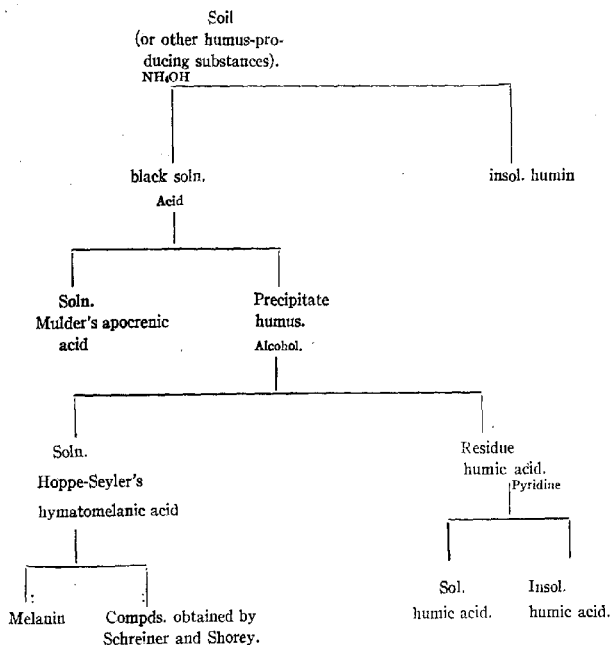 Soil
(or other humus-pro-
ducing substances).
NH₄OH
black soln.
insol. humin
Acid
Soln.
Mulder's apocrenic
acid
Precipitate
humus.
Alcohol.
Soln.
Hoppe-Seyler's
hymatomelanic acid
Residue
humic acid.
Pyridine
Melanin
Compds. obtained by
Schreiner and Shorey.
Sol.
humic acid.
Insol.
humic acid.